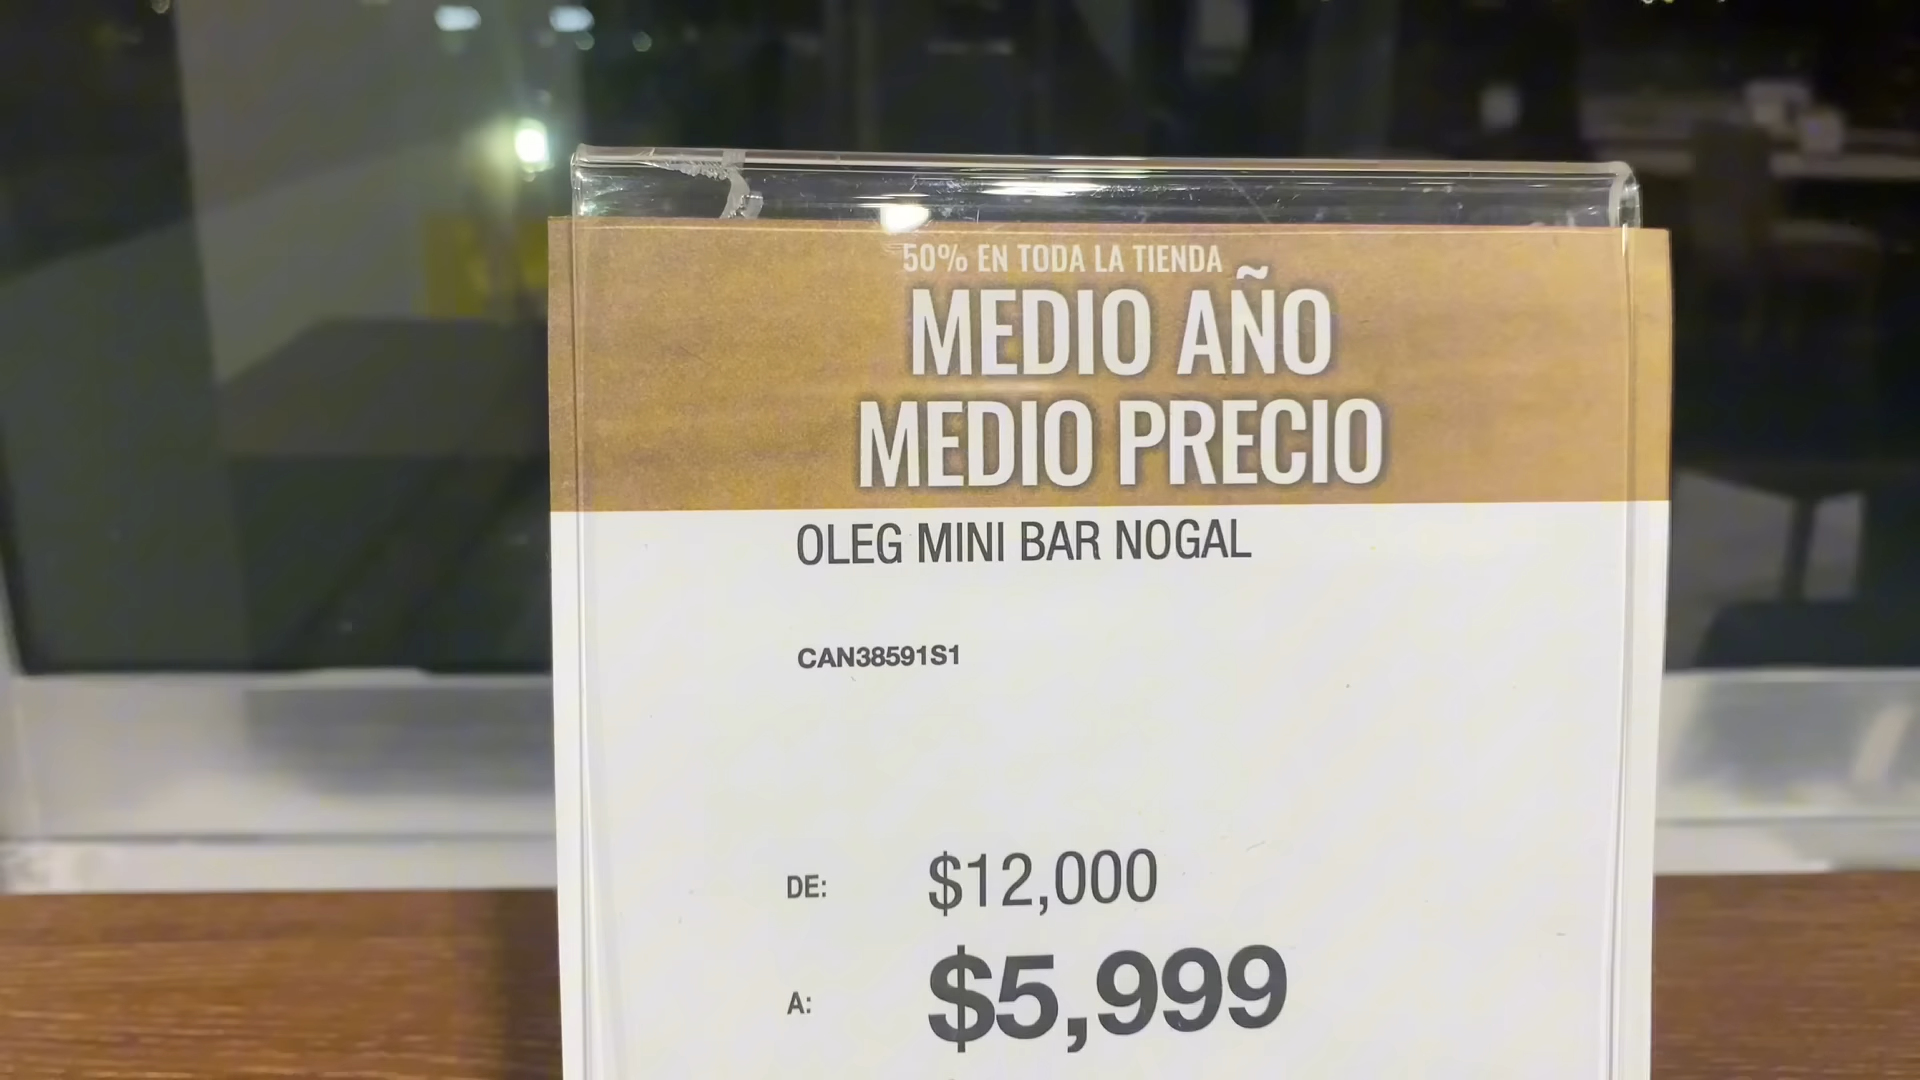 50% EN TODA LA TIENDA
MEDIO AÑO
MEDIO PRECIO
OLEG MINI BAR NOGAL
CAN38591S1
DE: $12,000
A: $5,999